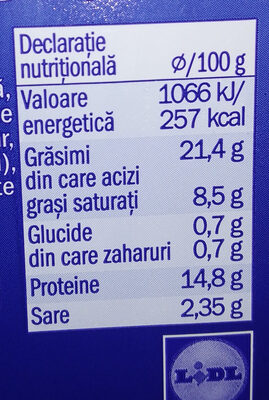 Declarație
nutrițională ø/100 g
Valoare 1066 kJ/
energetică 257 kcal
Grăsimi 21,4 g
din care acizi
grași saturați 8,5 g
Glucide 0,7 g
din care zaharuri 0,7 g
Proteine 14,8 g
Sare 2,35 g
LIDL